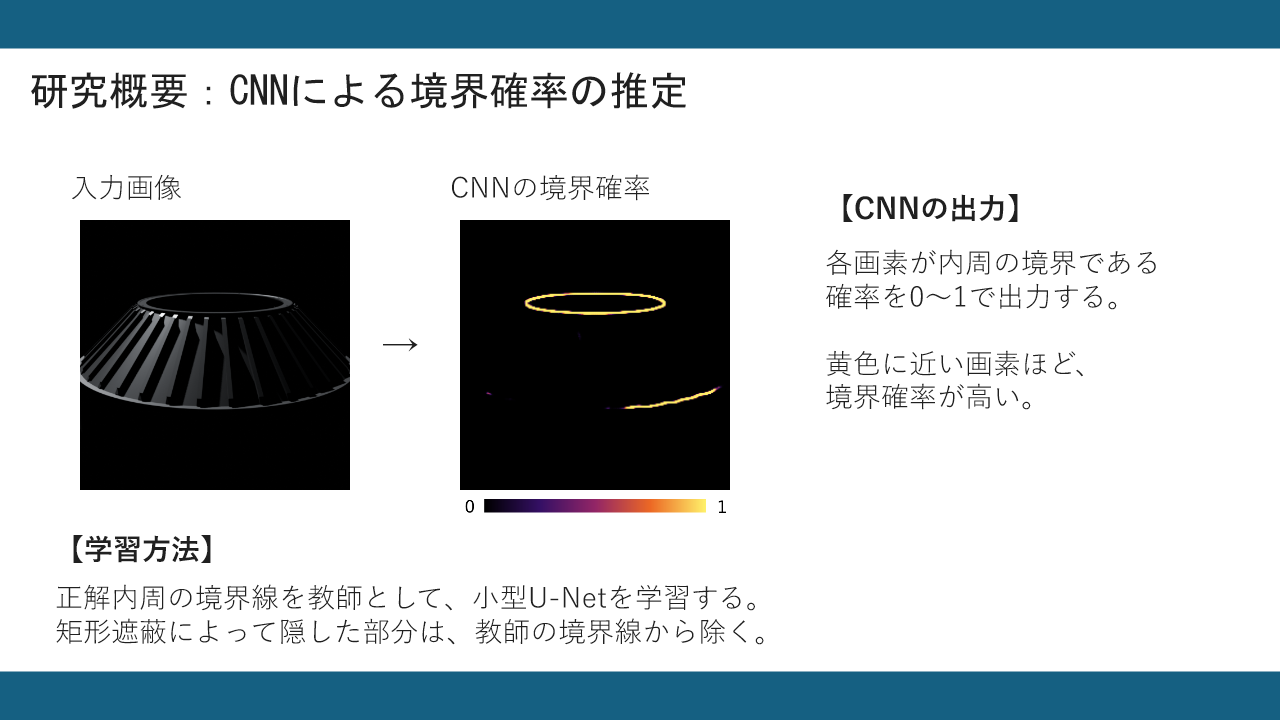 研究概要：CNNによる境界確率の推定
入力画像
CNNの境界確率
→
0
1
【CNNの出力】
各画素が内周の境界である
確率を0～1で出力する。
黄色に近い画素ほど、
境界確率が高い。
【学習方法】
正解内周の境界線を教師として、小型U-Netを学習する。
矩形遮蔽によって隠した部分は、教師の境界線から除く。